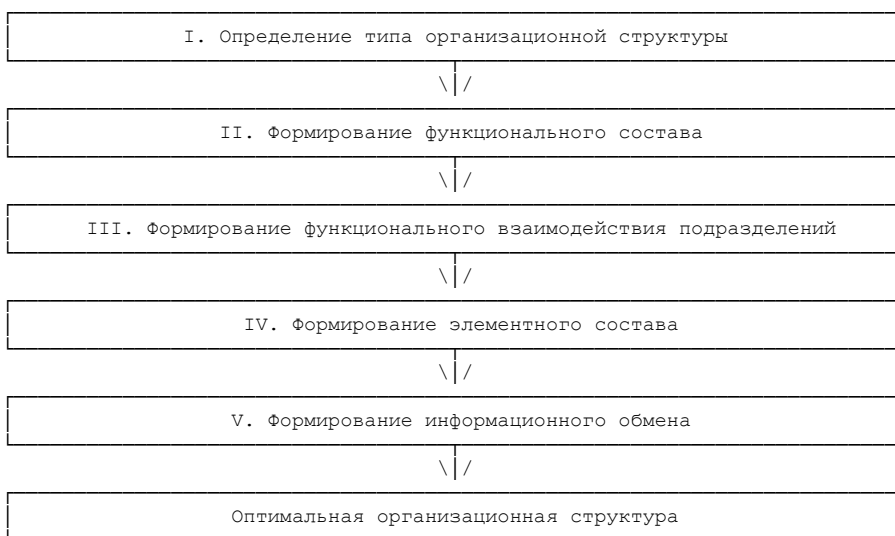 I. Определение типа организационной структуры
II. Формирование функционального состава
III. Формирование функционального взаимодействия подразделений
IV. Формирование элементного состава
V. Формирование информационного обмена
Оптимальная организационная структура